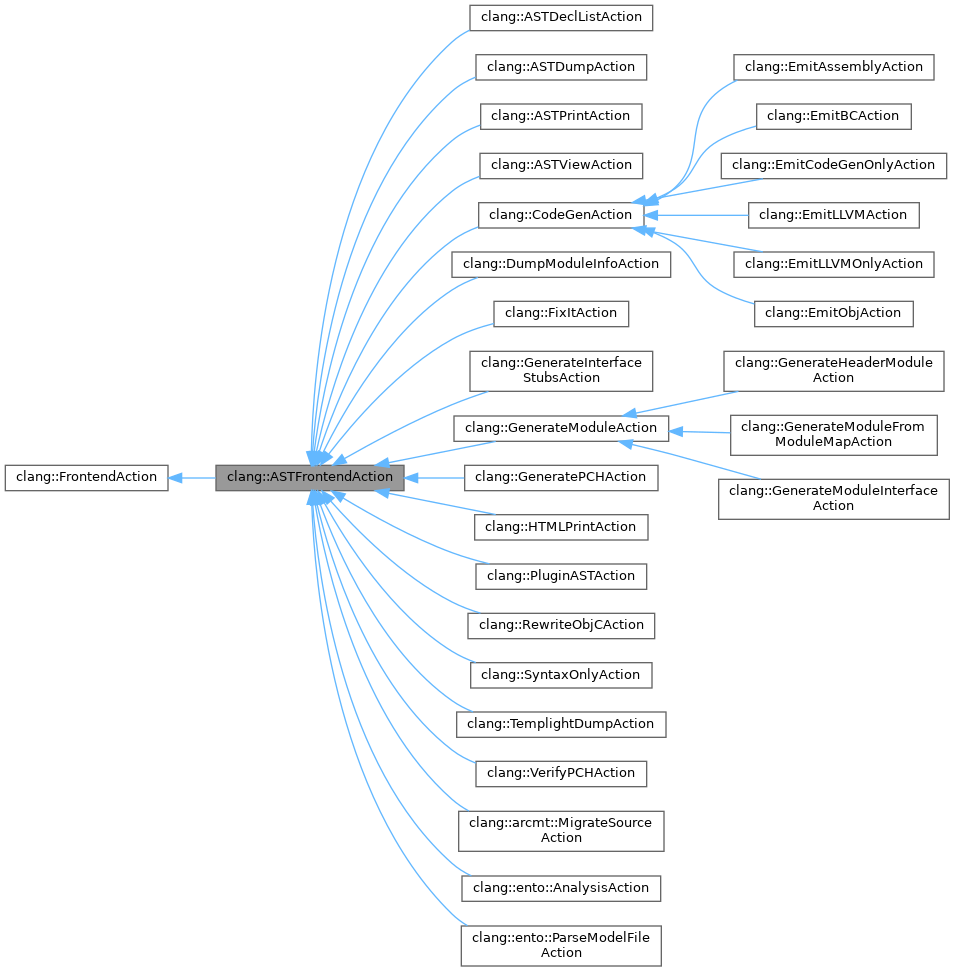 clang::FrontendAction
clang::ASTFrontendAction
clang::ASTDeclListAction
clang::ASTDumpAction
clang::ASTPrintAction
clang::ASTViewAction
clang::CodeGenAction
clang::DumpModuleInfoAction
clang::FixItAction
clang::GenerateInterface
StubsAction
clang::GenerateModuleAction
clang::GeneratePCHAction
clang::HTMLPrintAction
clang::PluginASTAction
clang::RewriteObjCAction
clang::SyntaxOnlyAction
clang::TemplightDumpAction
clang::VerifyPCHAction
clang::arcmt::MigrateSource
Action
clang::ento::AnalysisAction
clang::ento::ParseModelFile
Action
clang::EmitAssemblyAction
clang::EmitBCAction
clang::EmitCodeGenOnlyAction
clang::EmitLLVMAction
clang::EmitLLVMOnlyAction
clang::EmitObjAction
clang::GenerateHeaderModule
Action
clang::GenerateModuleFrom
ModuleMapAction
clang::GenerateModuleInterface
Action